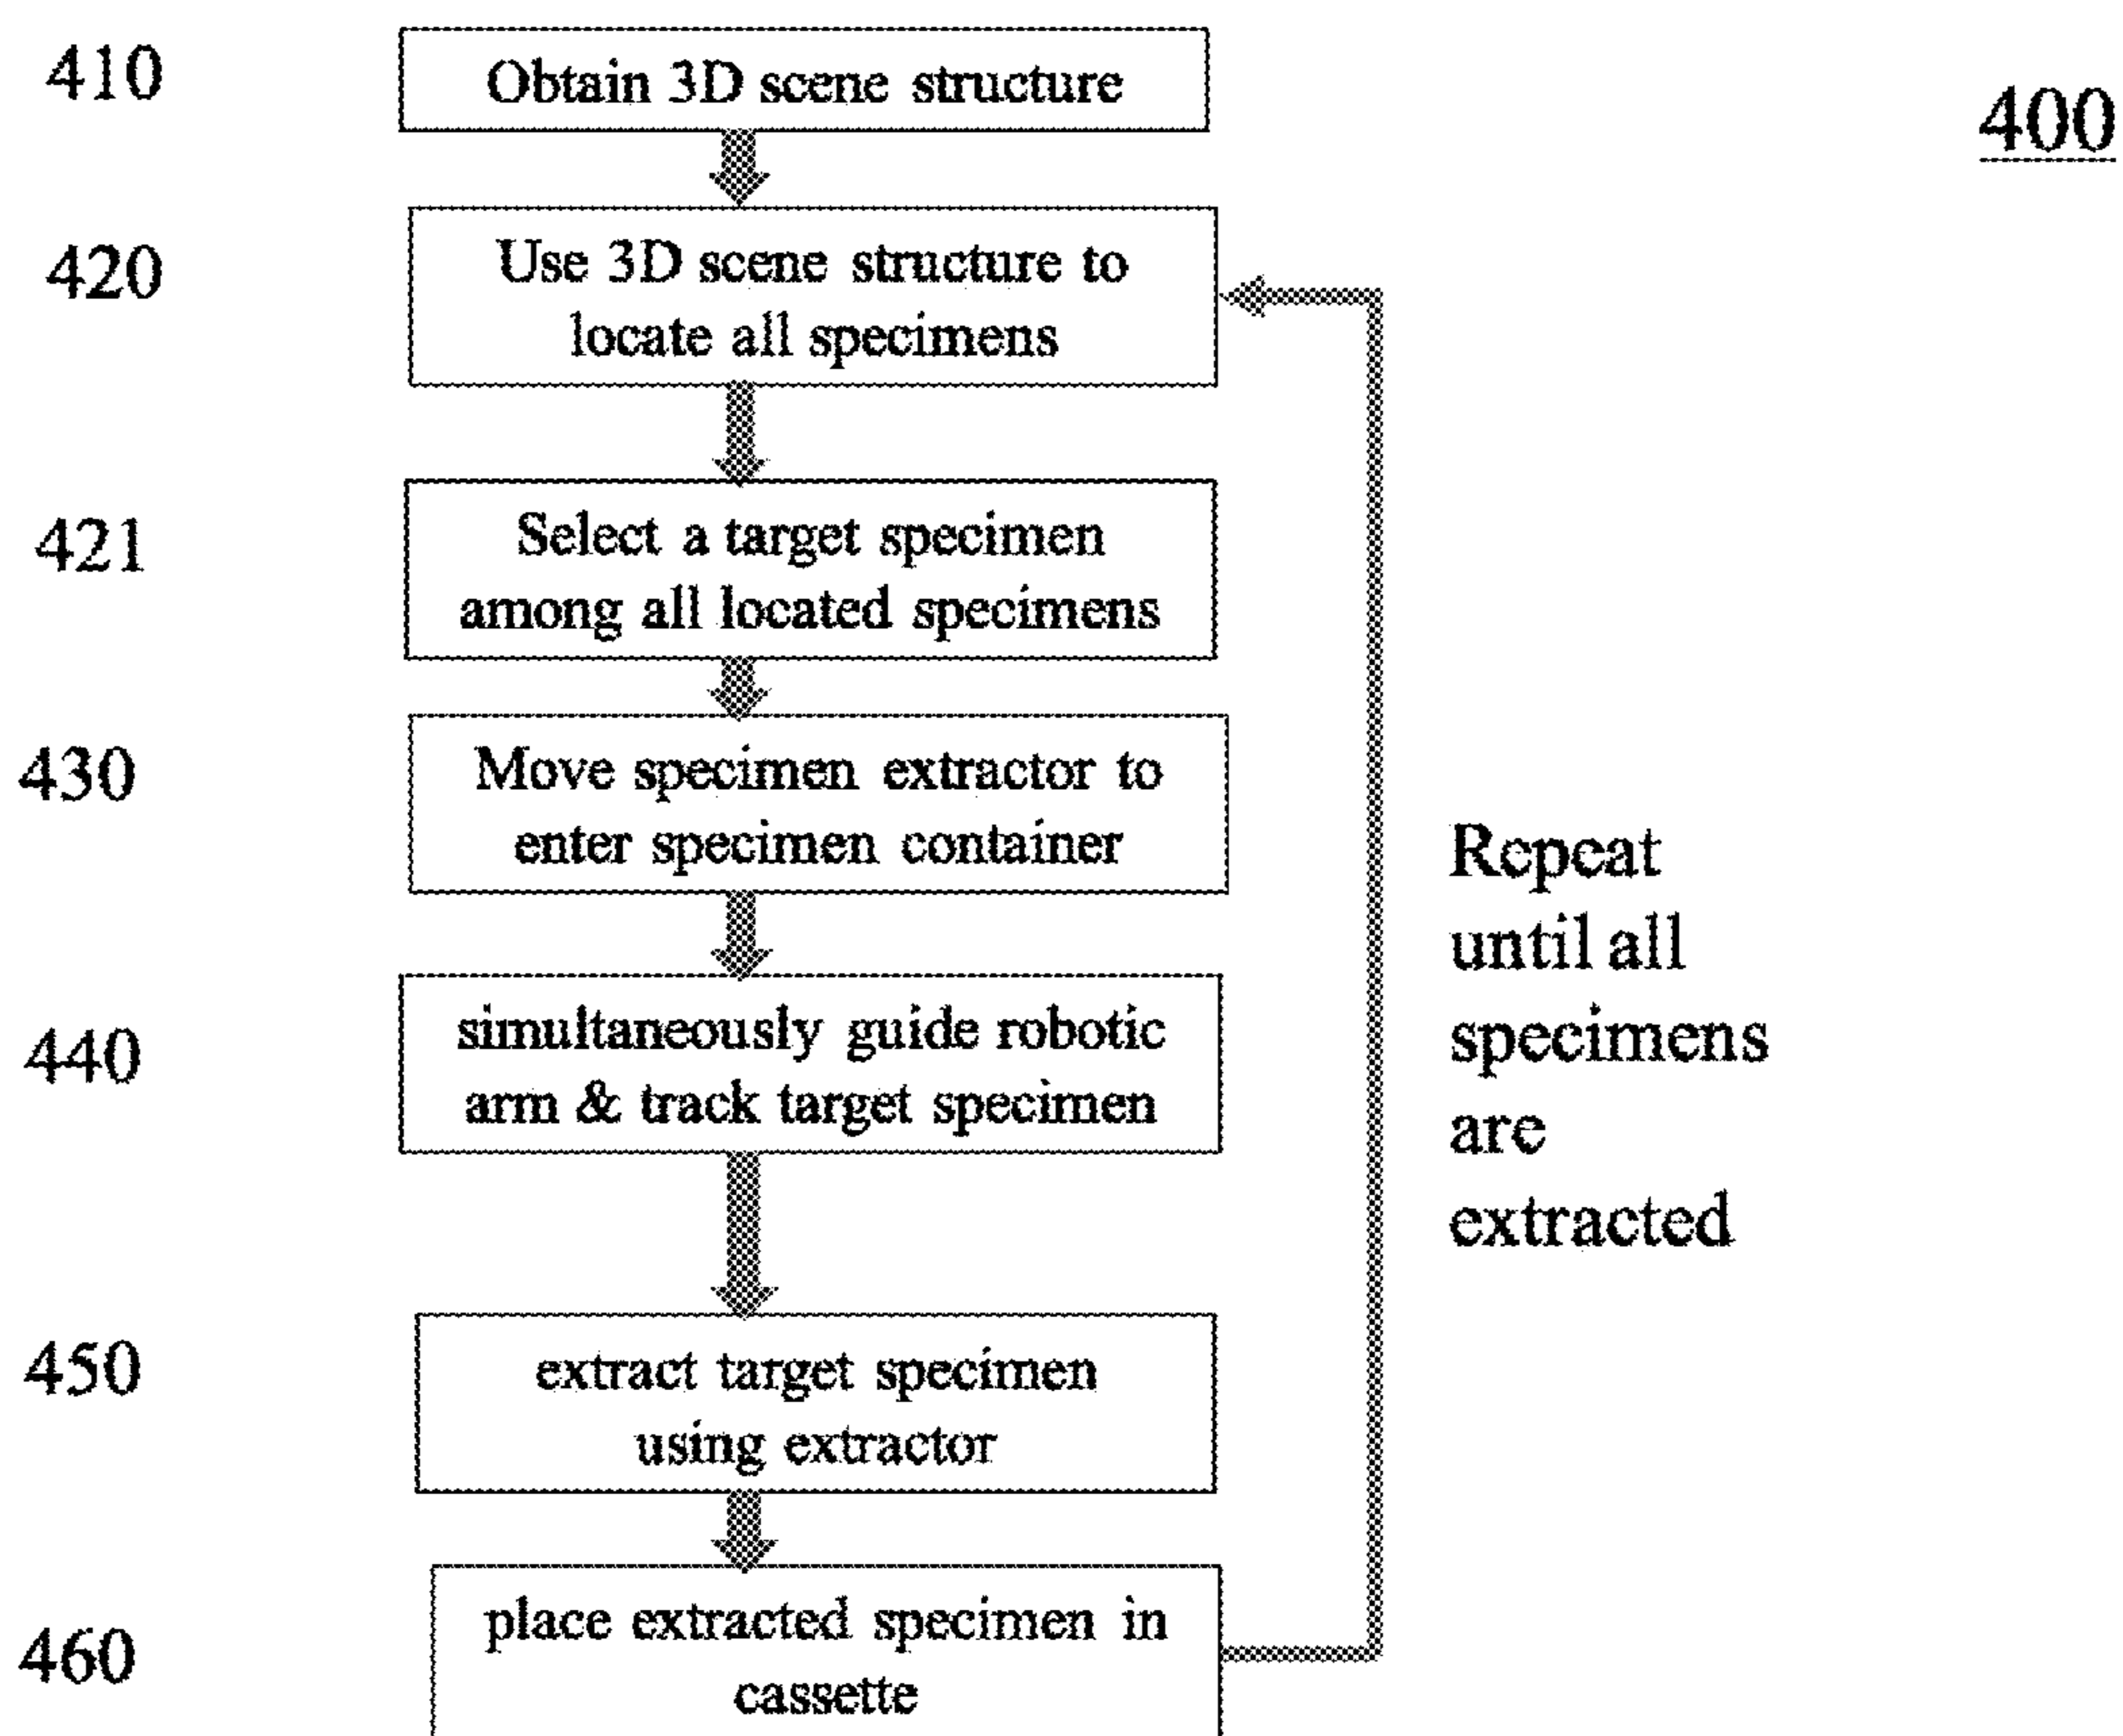 410
Obtain 3D scene structure
400
420
Use 3D scene structure to
locate all specimens
421
Select a target specimen
among all located specimens
430
Move specimen extractor to
enter specimen container
440
simultaneously guide robotic
arm & track target specimen
Repeat
until all
specimens
are
extracted
450
extract target specimen
using extractor
460
place extracted specimen in
cassette